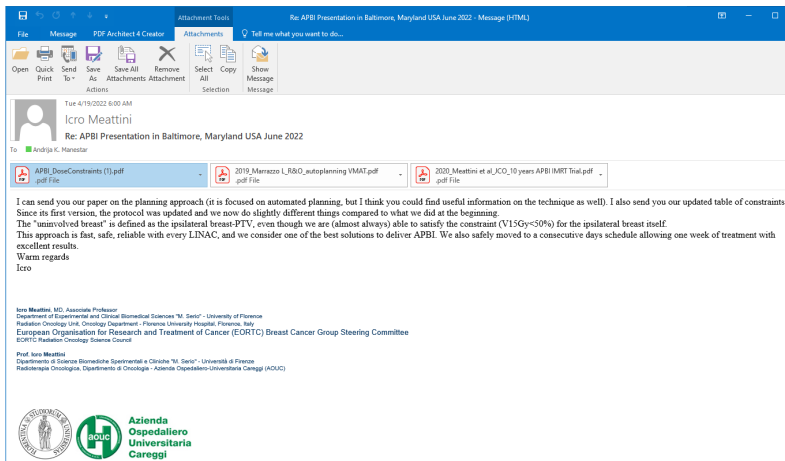 Attachment Tools
Re: APBI Presentation in Baltimore, Maryland USA June 2022 - Message (HTML)
File Message PDF Architect 4 Creator Attachments Tell me what you want to do...
Open Quick Print Send To Save As Save All Attachments Remove Attachment Select All Copy Show Message
Actions Selection Message
Tue 4/19/2022 6:00 AM
Icro Meattini
Re: APBI Presentation in Baltimore, Maryland USA June 2022
To Andrija K. Manestar
APBI_DoseConstraints (1).pdf
.pdf File
2019_Marrazzo L_R&O_autoplanning VMAT.pdf
.pdf File
2020_Meattini et al_JCO_10 years APBI IMRT Trial.pdf
.pdf File
I can send you our paper on the planning approach (it is focused on automated planning, but I think you could find useful information on the technique as well). I also send you our updated table of constraints
Since its first version, the protocol was updated and we now do slightly different things compared to what we did at the beginning.
The "uninvolved breast" is defined as the ipsilateral breast-PTV, even though we are (almost always) able to satisfy the constraint (V15Gy<50%) for the ipsilateral breast itself.
This approach is fast, safe, reliable with every LINAC, and we consider one of the best solutions to deliver APBI. We also safely moved to a consecutive days schedule allowing one week of treatment with
excellent results.
Warm regards
Icro
Icro Meattini, MD, Associate Professor
Department of Experimental and Clinical Biomedical Sciences "M. Serio" - University of Florence
Radiation Oncology Unit, Oncology Department - Florence University Hospital, Florence, Italy
European Organisation for Research and Treatment of Cancer (EORTC) Breast Cancer Group Steering Committee
EORTC Radiation Oncology Science Council
Prof. Icro Meattini
Dipartimento di Scienze Biomediche Sperimentali e Cliniche "M. Serio" - Università di Firenze
Radioterapia Oncologica, Dipartimento di Oncologia - Azienda Ospedaliero-Universitaria Careggi (AOUC)
aouc
Azienda
Ospedaliero
Universitaria
Careggi